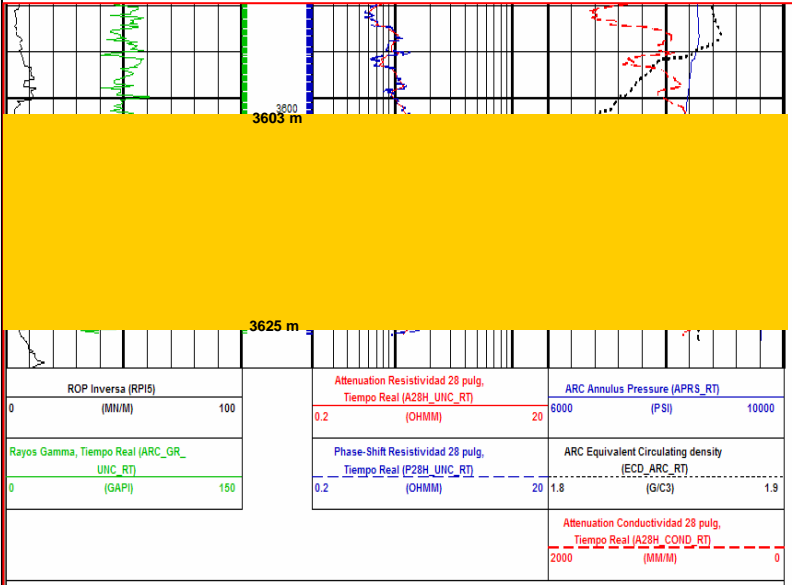 3600
3603 m
3625 m
ROP Inversa (RPI5)
0 (MN/M) 100
Rayos Gamma, Tiempo Real (ARC_GR_
UNC_RT)
0 (GAPI) 150
Attenuation Resistividad 28 pulg,
Tiempo Real (A28H_UNC_RT)
0.2 (OHMM) 20
Phase-Shift Resistividad 28 pulg,
Tiempo Real (P28H_UNC_RT)
0.2 (OHMM) 20
ARC Annulus Pressure (APRS_RT)
6000 (PSI) 10000
ARC Equivalent Circulating density
(ECD_ARC_RT)
1.8 (G/C3) 1.9
Attenuation Conductividad 28 pulg,
Tiempo Real (A28H_COND_RT)
2000 (MM/M) 0